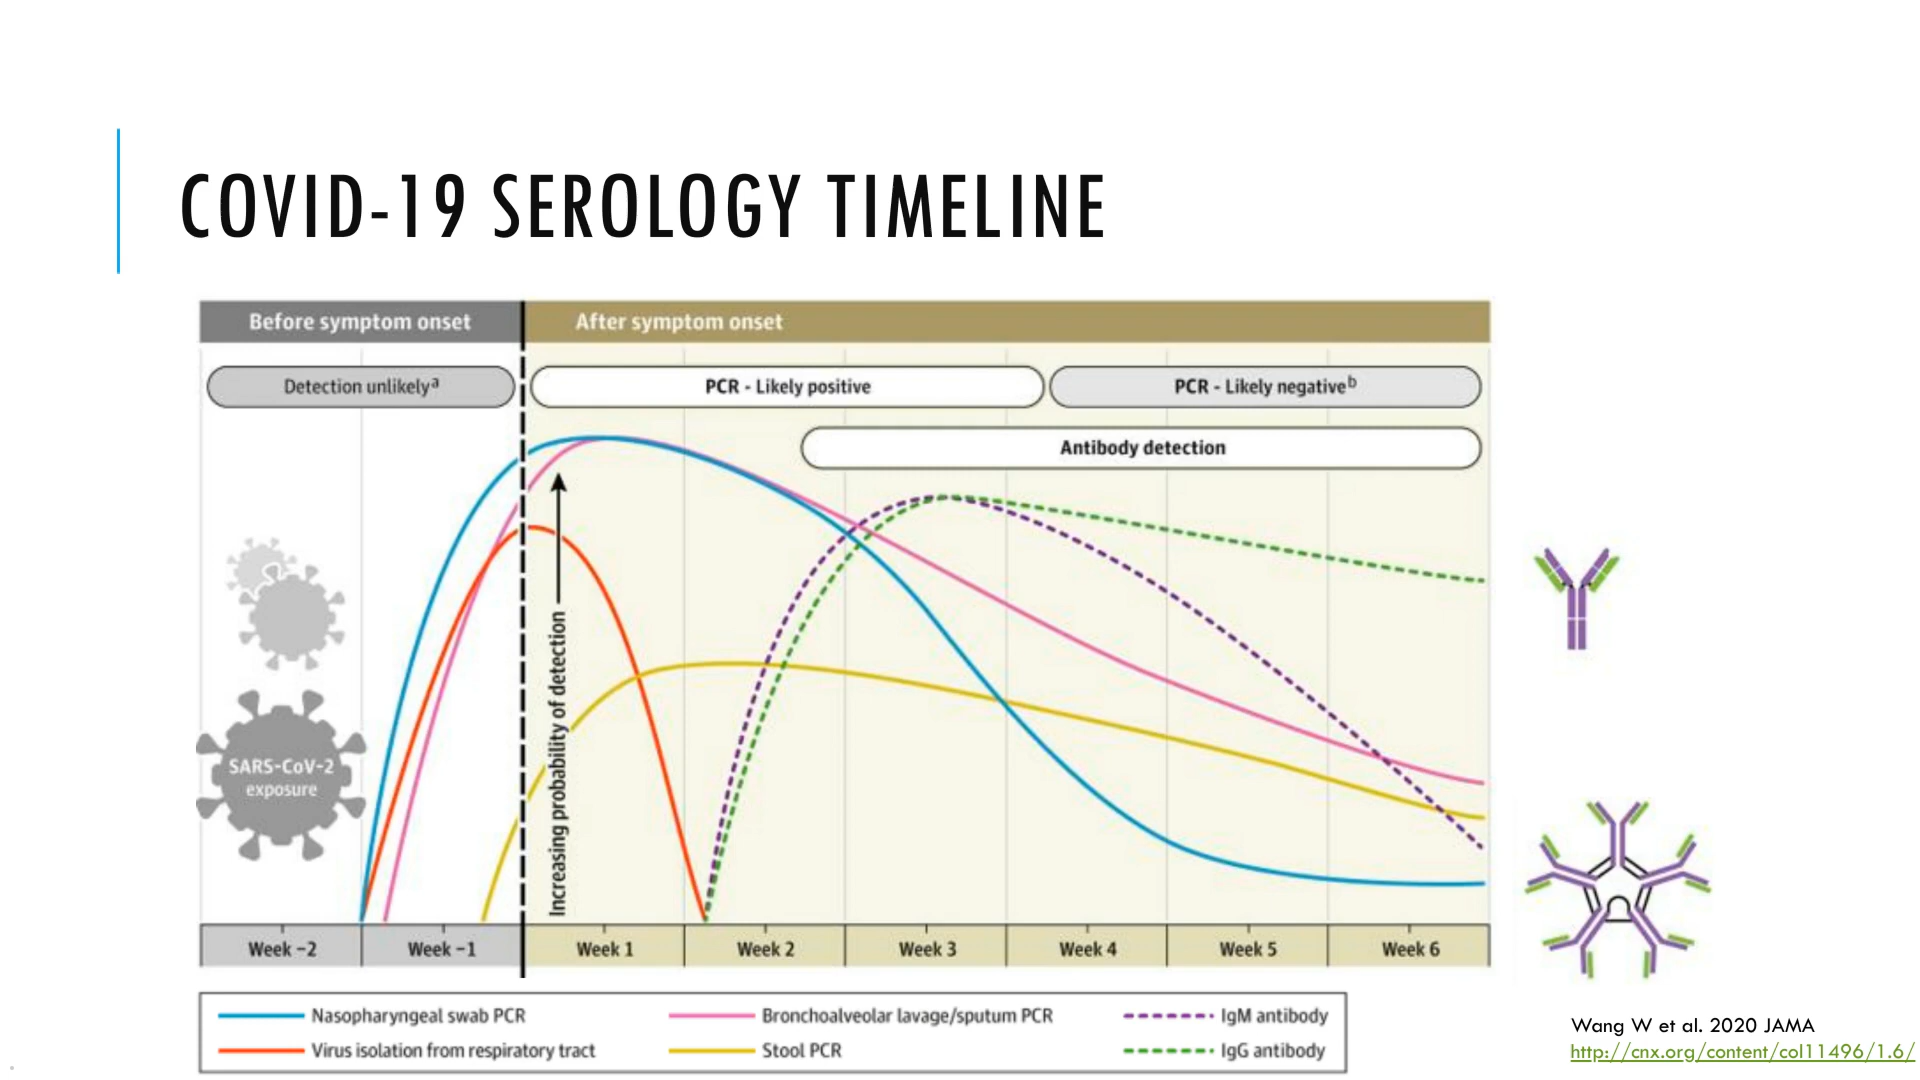 COVID-19 SEROLOGY TIMELINE
Before symptom onset
After symptom onset
Detection unlikelyᵃ
PCR - Likely positive
PCR - Likely negativeᵇ
Antibody detection
Increasing probability of detection
SARS-CoV-2
exposure
Week −2
Week −1
Week 1
Week 2
Week 3
Week 4
Week 5
Week 6
Nasopharyngeal swab PCR
Virus isolation from respiratory tract
Bronchoalveolar lavage/sputum PCR
Stool PCR
IgM antibody
IgG antibody
Wang W et al. 2020 JAMA
http://cnx.org/content/col11496/1.6/